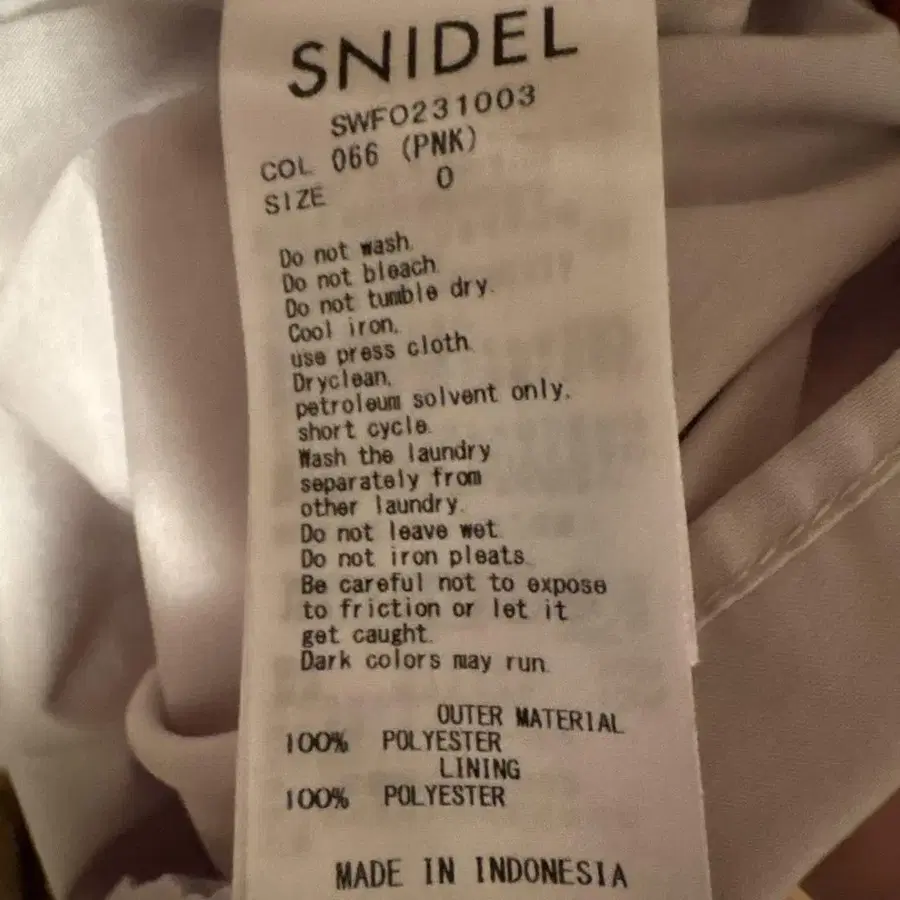 SNIDEL
SWFO231003
COL 066 (PNK)
SIZE 0
Do not wash.
Do not bleach.
Do not tumble dry.
Cool iron,
use press cloth.
Dryclean,
petroleum solvent only,
short cycle.
Wash the laundry
separately from
other laundry.
Do not leave wet.
Do not iron pleats.
Be careful not to expose
to friction or let it
get caught.
Dark colors may run.
OUTER MATERIAL
100% POLYESTER
LINING
100% POLYESTER
MADE IN INDONESIA